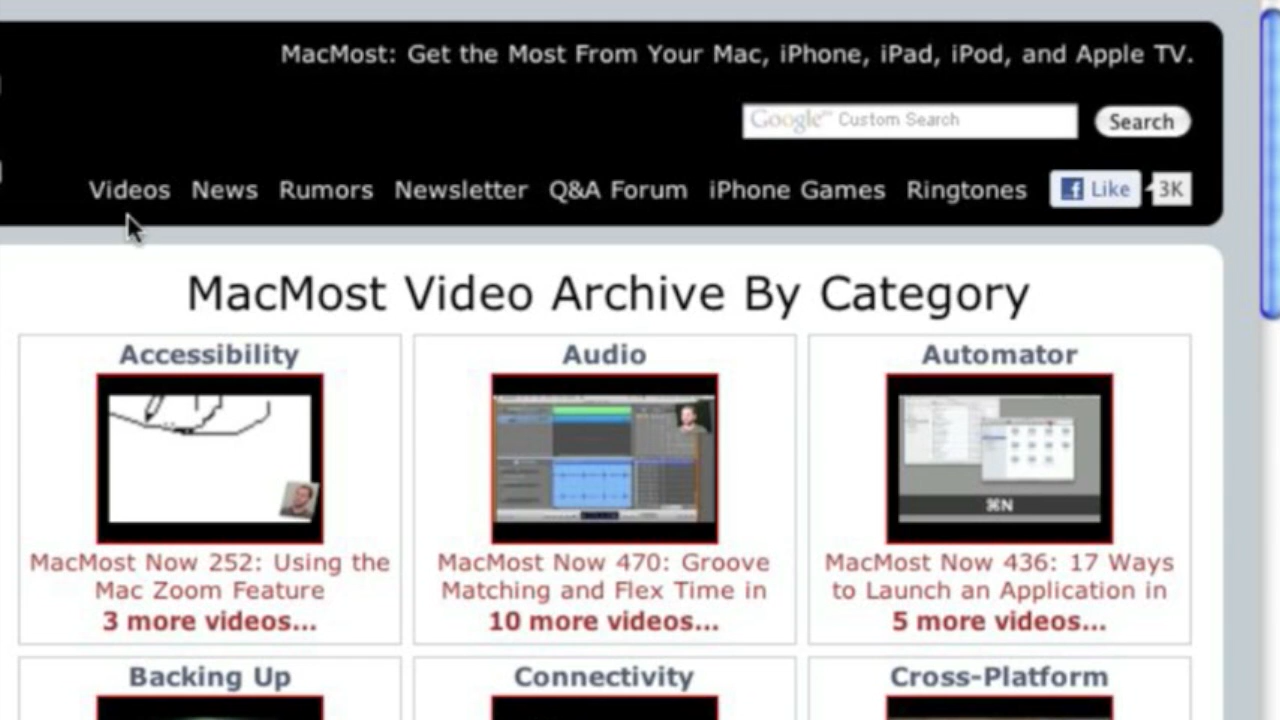 MacMost: Get the Most From Your Mac, iPhone, iPad, iPod, and Apple TV.
Google™ Custom Search
Search
Videos News Rumors Newsletter Q&A Forum iPhone Games Ringtones Like 3K
MacMost Video Archive By Category
Accessibility Audio Automator
⌘N
MacMost Now 252: Using the MacMost Now 470: Groove MacMost Now 436: 17 Ways
Mac Zoom Feature Matching and Flex Time in to Launch an Application in
3 more videos... 10 more videos... 5 more videos...
Backing Up Connectivity Cross-Platform